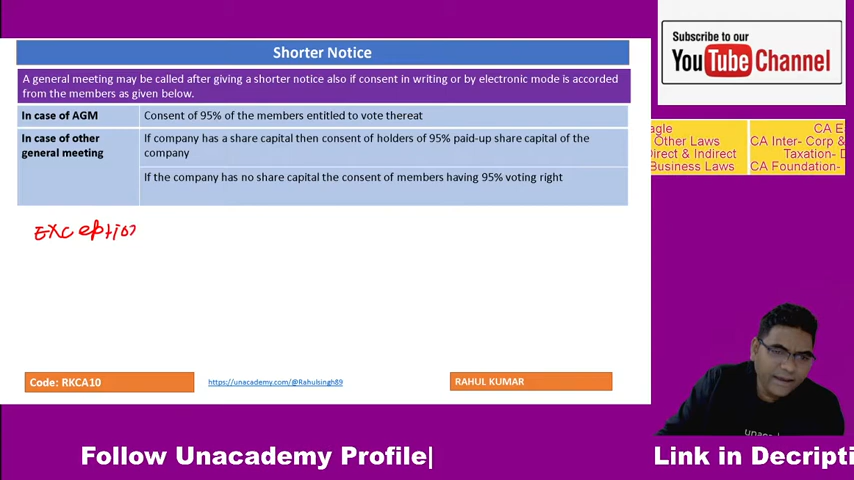 Shorter Notice
A general meeting may be called after giving a shorter notice also if consent in writing or by electronic mode is accorded
from the members as given below.
In case of AGM
Consent of 95% of the members entitled to vote thereat
In case of other
general meeting
If company has a share capital then consent of holders of 95% paid-up share capital of the
company
If the company has no share capital the consent of members having 95% voting right
Exception
Code: RKCA10
https://unacademy.com/@Rahulsingh89
RAHUL KUMAR
Subscribe to our
YouTube Channel
agle
Other Laws
Direct & Indirect
Business Laws
CA E
CA Inter- Corp &
Taxation- D
CA Foundation-
Follow Unacademy Profile|
Link in Decripti